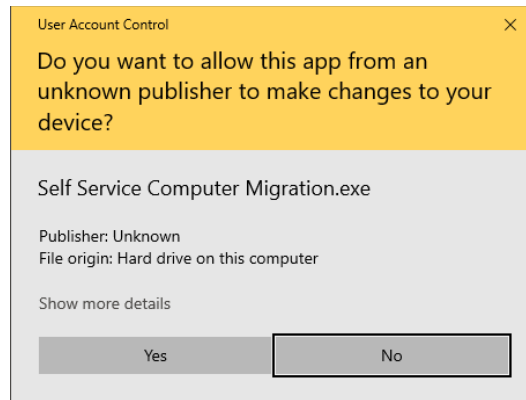 User Account Control
Do you want to allow this app from an
unknown publisher to make changes to your
device?
Self Service Computer Migration.exe
Publisher: Unknown
File origin: Hard drive on this computer
Show more details
Yes
No